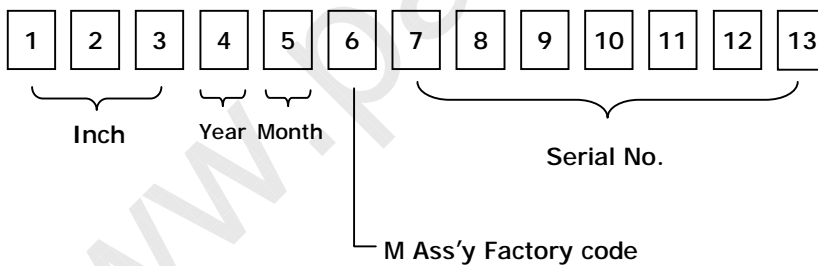 1 2 3 4 5 6 7 8 9 10 11 12 13
Inch Year Month Serial No.
M Ass'y Factory code